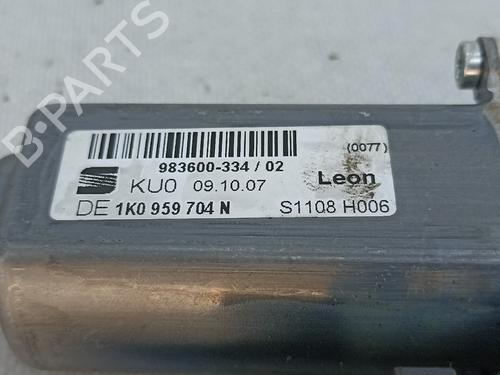 B-PARTS
983600-334 / 02
(0077)
KU0 09.10.07
Leon
DE 1K0 959 704 N
S1108 H006